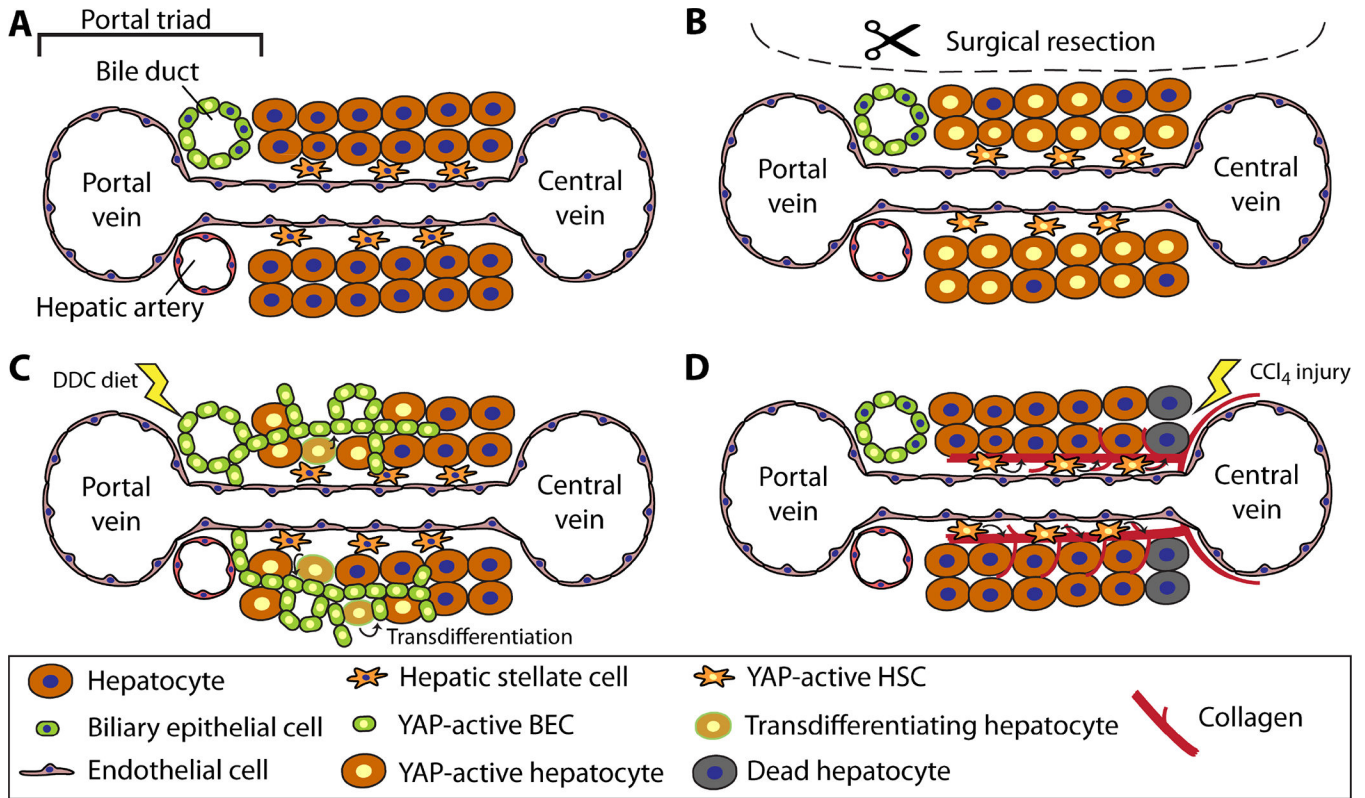 A
Portal triad
Bile duct
Portal
vein
Central
vein
Hepatic artery
B
Surgical resection
Portal
vein
Central
vein
C
DDC diet
Portal
vein
Central
vein
Transdifferentiation
D
CCl₄ injury
Portal
vein
Central
vein
Hepatocyte
Hepatic stellate cell
YAP-active HSC
Biliary epithelial cell
YAP-active BEC
Transdifferentiating hepatocyte
Collagen
Endothelial cell
YAP-active hepatocyte
Dead hepatocyte